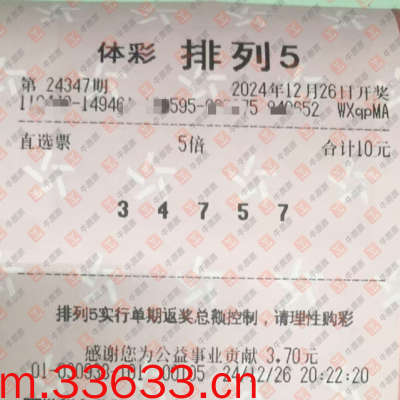 体彩 排列5
第 24347期 2024年12月26日开奖
WXqpMA
直选票 5倍 合计10元
3 4 7 5 7
排列5实行单期返奖总额控制，请理性购彩
感谢您为公益事业贡献 3.70元
24/12/26 20:22:20
m.33633.cn